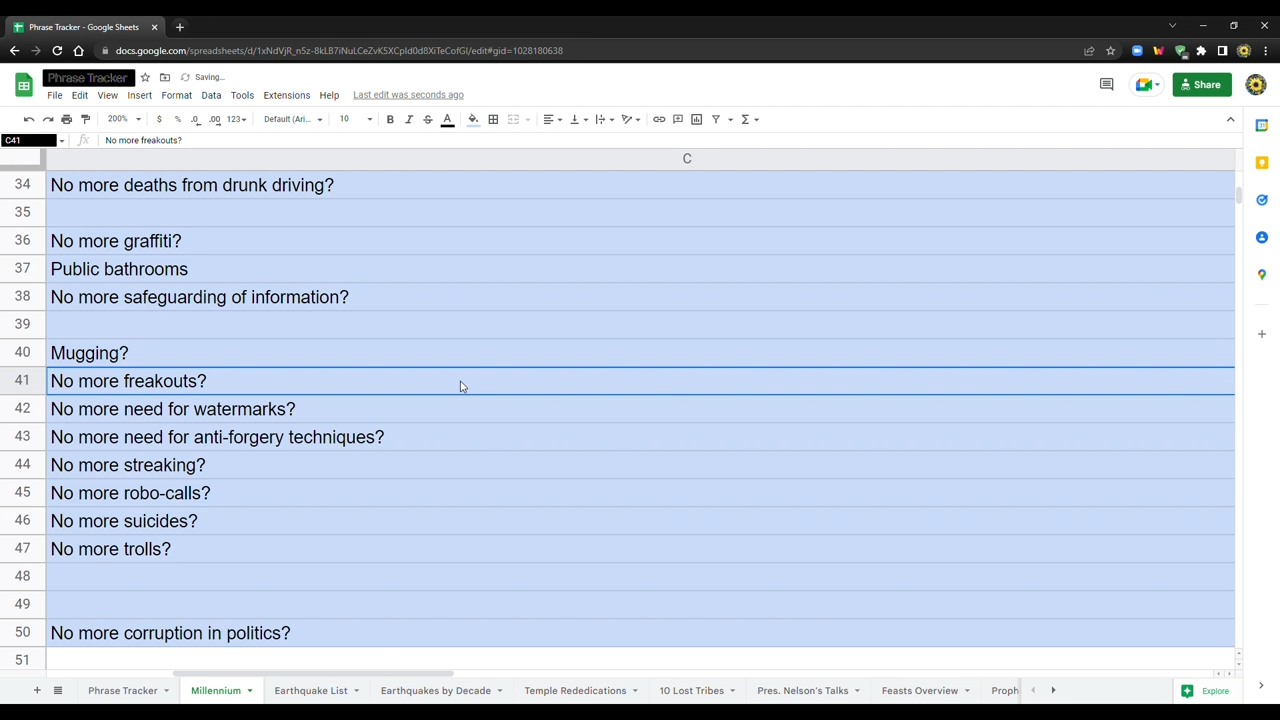 Phrase Tracker - Google Sheets
docs.google.com/spreadsheets/d/1xNdVjR_n5z-8kLB7iNuLCeZvK5XCpId0d8XiTeCofGI/edit#gid=1028180638
Phrase Tracker Saving...
File Edit View Insert Format Data Tools Extensions Help Last edit was seconds ago
Share
200% $ % .0 .00 123 Default (Ari... 10 B I S A
C41 fx No more freakouts?
C
34 No more deaths from drunk driving?
35
36 No more graffiti?
37 Public bathrooms
38 No more safeguarding of information?
39
40 Mugging?
41 No more freakouts?
42 No more need for watermarks?
43 No more need for anti-forgery techniques?
44 No more streaking?
45 No more robo-calls?
46 No more suicides?
47 No more trolls?
48
49
50 No more corruption in politics?
51
Phrase Tracker Millennium Earthquake List Earthquakes by Decade Temple Rededications 10 Lost Tribes Pres. Nelson's Talks Feasts Overview Proph Explore